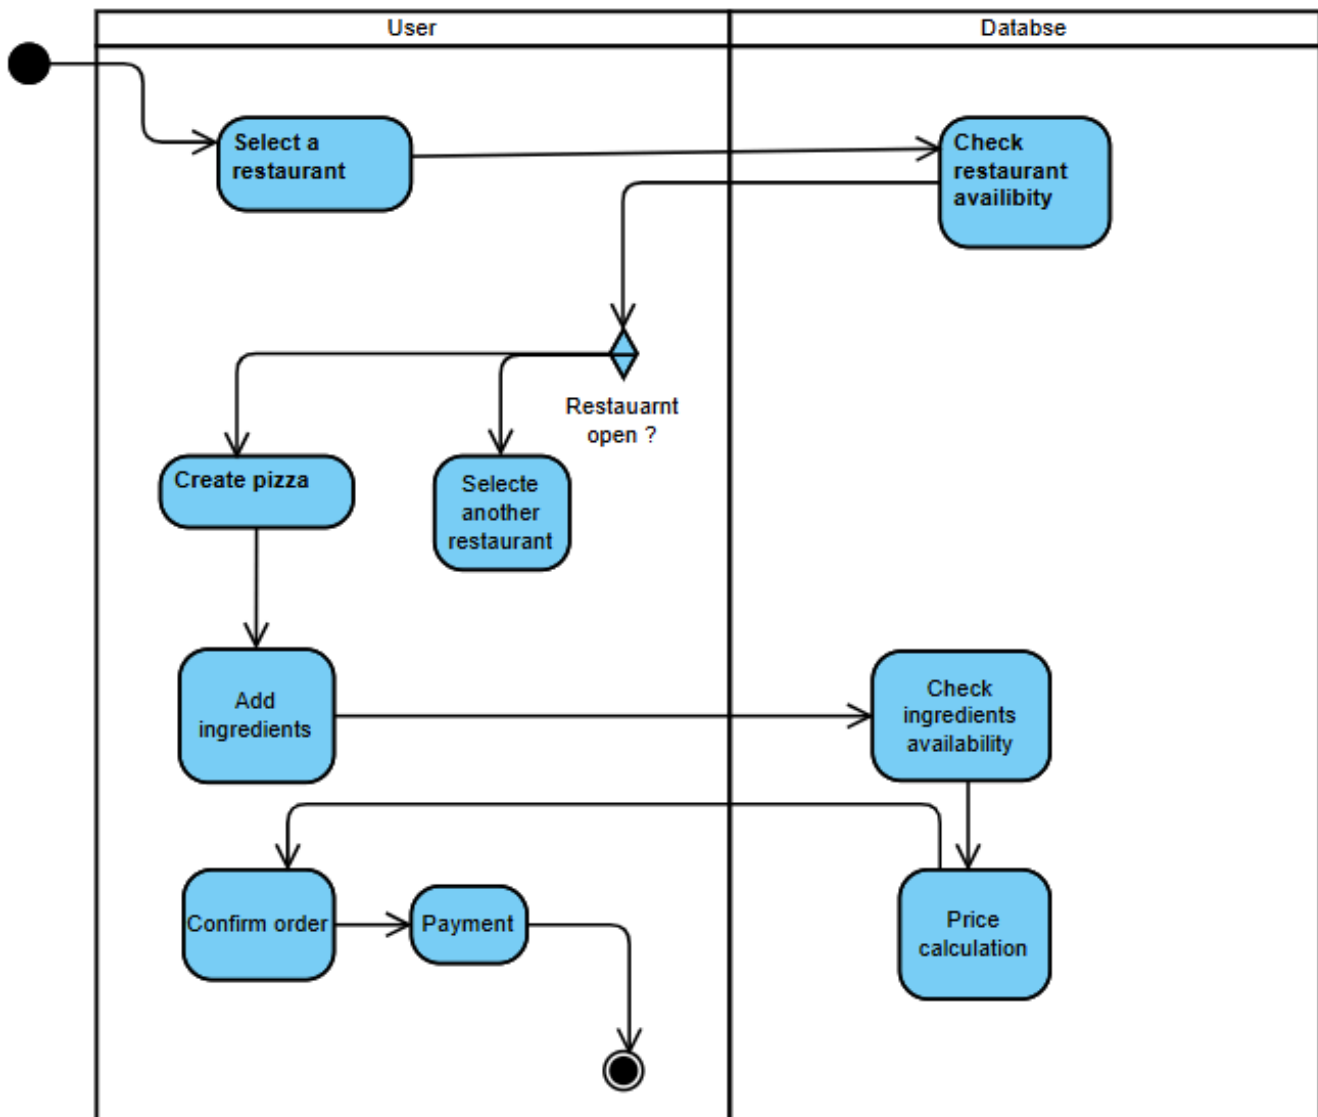 User
Databse
Select a
restaurant
Check
restaurant
availibity
Restauarnt
open ?
Create pizza
Selecte
another
restaurant
Add
ingredients
Check
ingredients
availability
Confirm order
Payment
Price
calculation